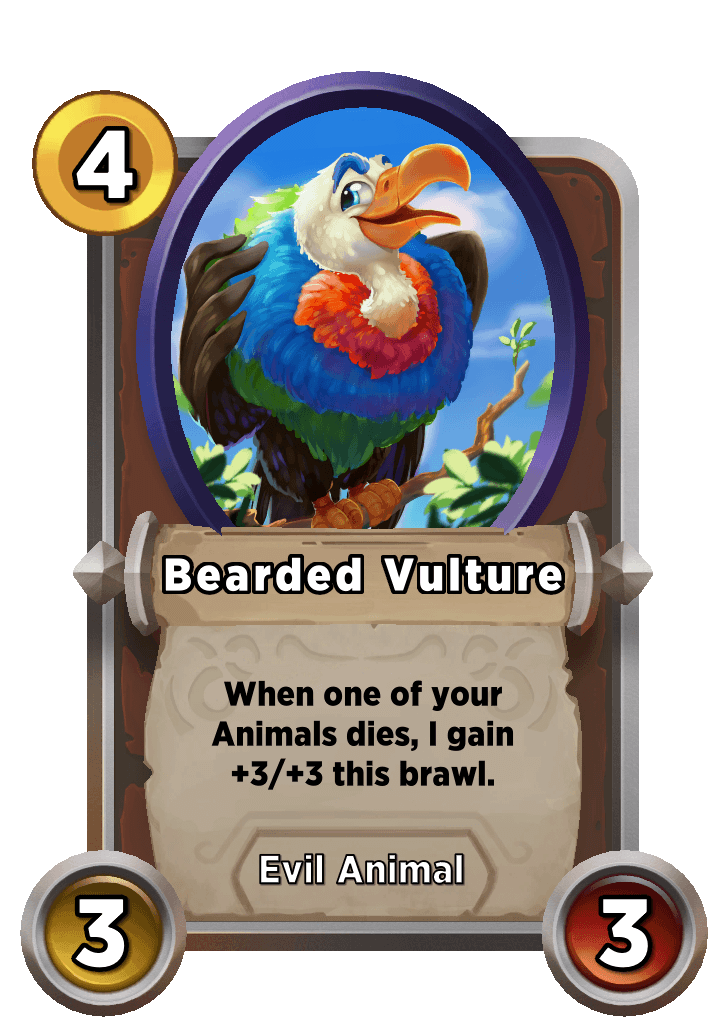 4
Bearded Vulture
When one of your
Animals dies, I gain
+3/+3 this brawl.
Evil Animal
3
3